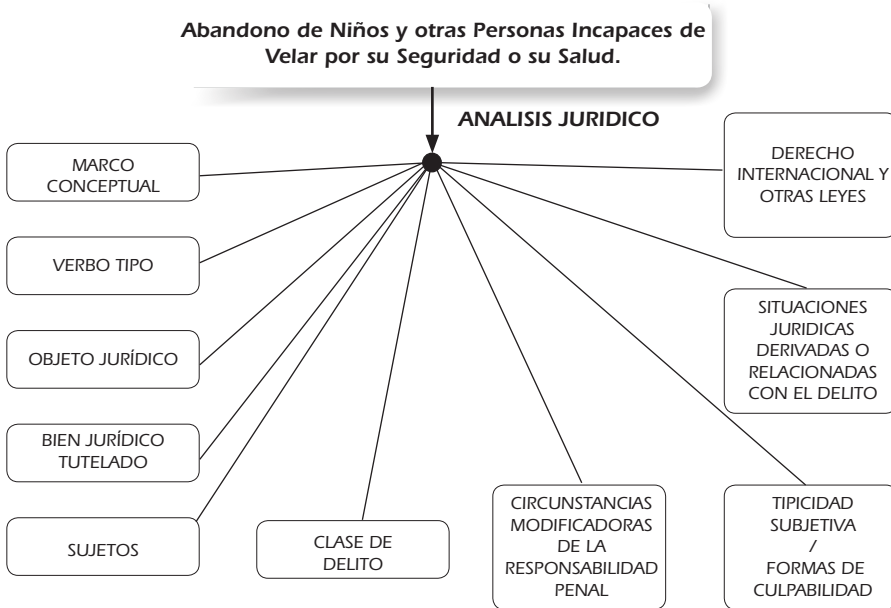 Abandono de Niños y otras Personas Incapaces de
Velar por su Seguridad o su Salud.
ANALISIS JURIDICO
MARCO
CONCEPTUAL
VERBO TIPO
OBJETO JURÍDICO
BIEN JURÍDICO
TUTELADO
SUJETOS
CLASE DE
DELITO
CIRCUNSTANCIAS
MODIFICADORAS
DE LA
RESPONSABILIDAD
PENAL
TIPICIDAD
SUBJETIVA
/
FORMAS DE
CULPABILIDAD
SITUACIONES
JURIDICAS
DERIVADAS O
RELACIONADAS
CON EL DELITO
DERECHO
INTERNACIONAL Y
OTRAS LEYES